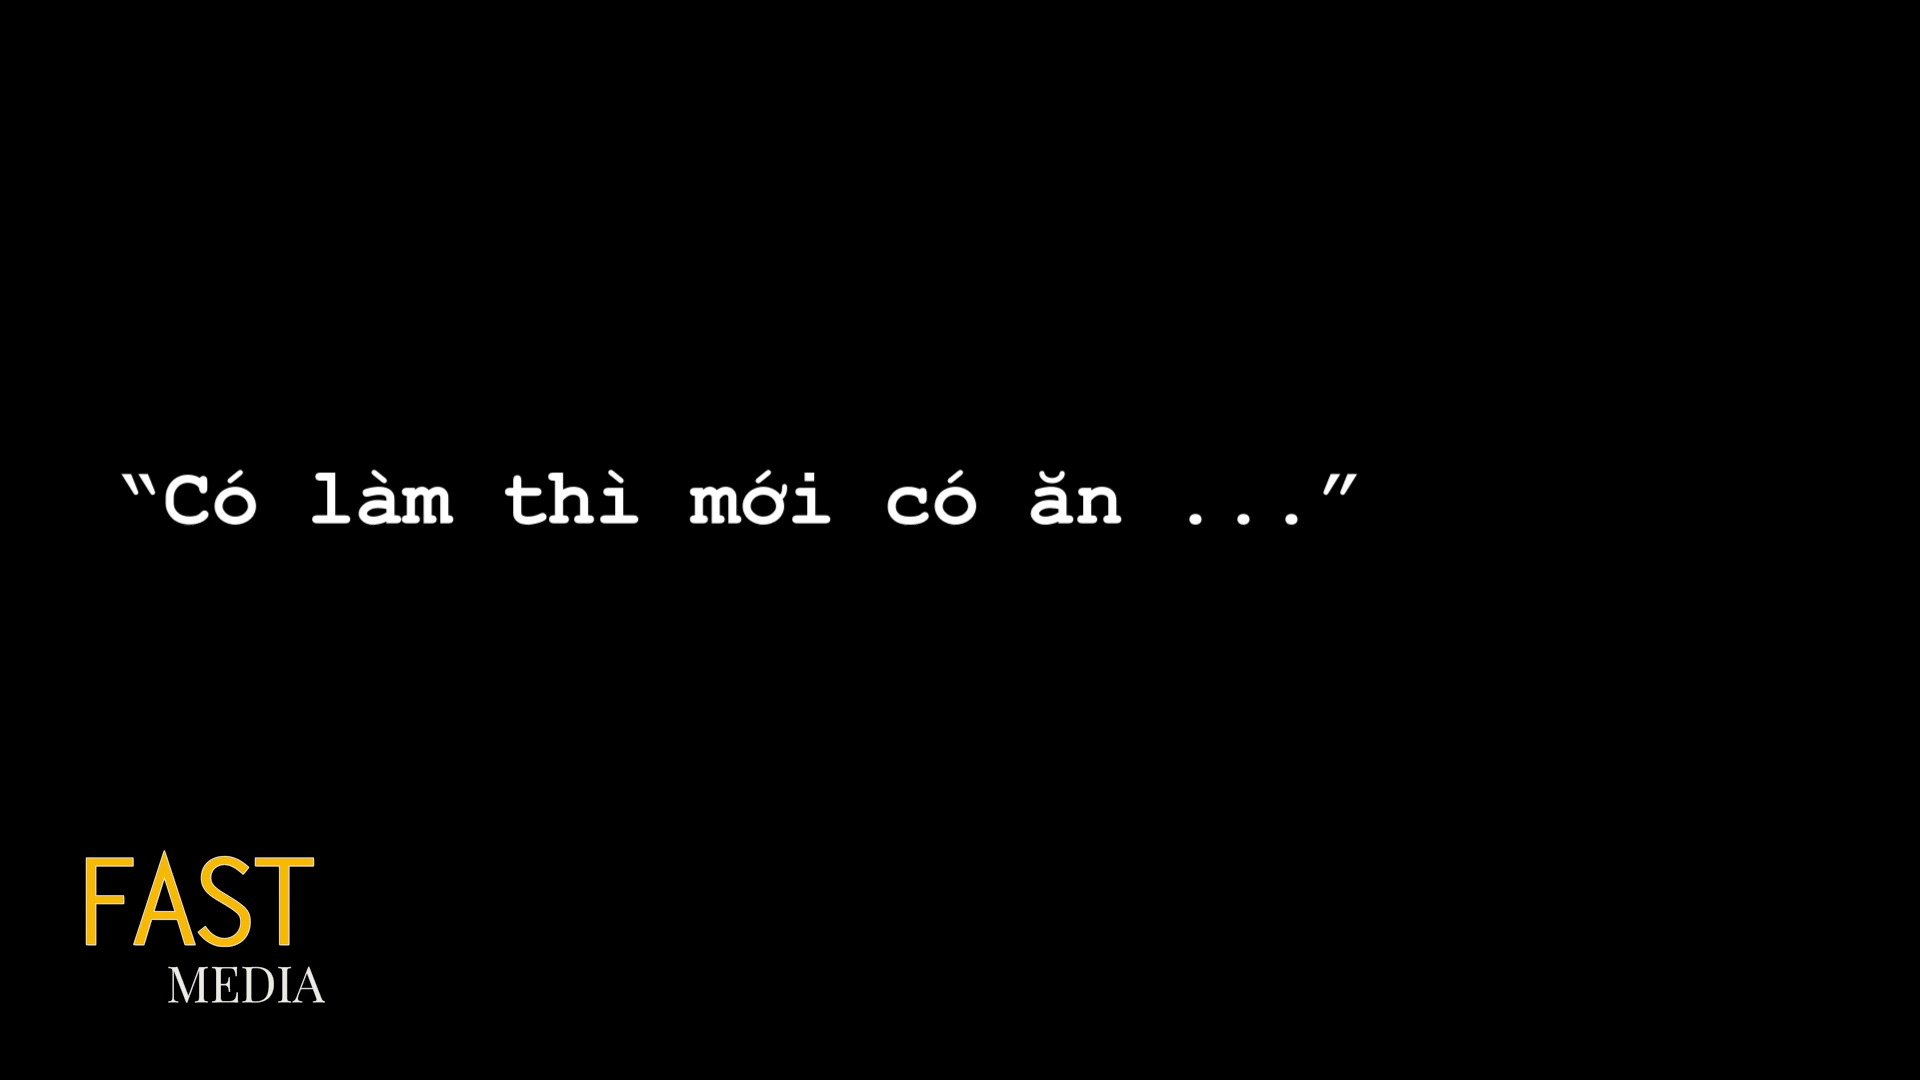 “Có làm thì mới có ăn ...”
FAST
MEDIA